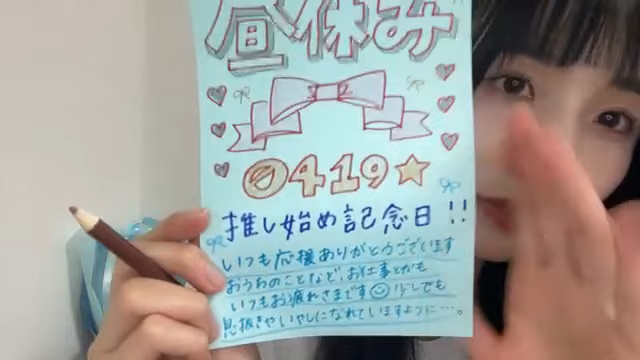 昼休み
0419
推し始め記念日!!
いつも応援ありがとうございます
おうちのことなど、お仕事とかも
いつもお疲れさまです☺少しでも
息抜きやいやしになれていますように…。